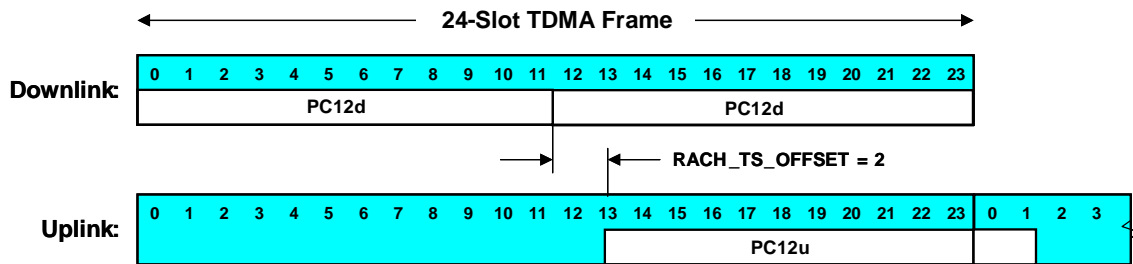 24-Slot TDMA Frame
Downlink:
0 1 2 3 4 5 6 7 8 9 10 11 12 13 14 15 16 17 18 19 20 21 22 23
PC12d PC12d
RACH_TS_OFFSET = 2
Uplink:
0 1 2 3 4 5 6 7 8 9 10 11 12 13 14 15 16 17 18 19 20 21 22 23 0 1 2 3
PC12u